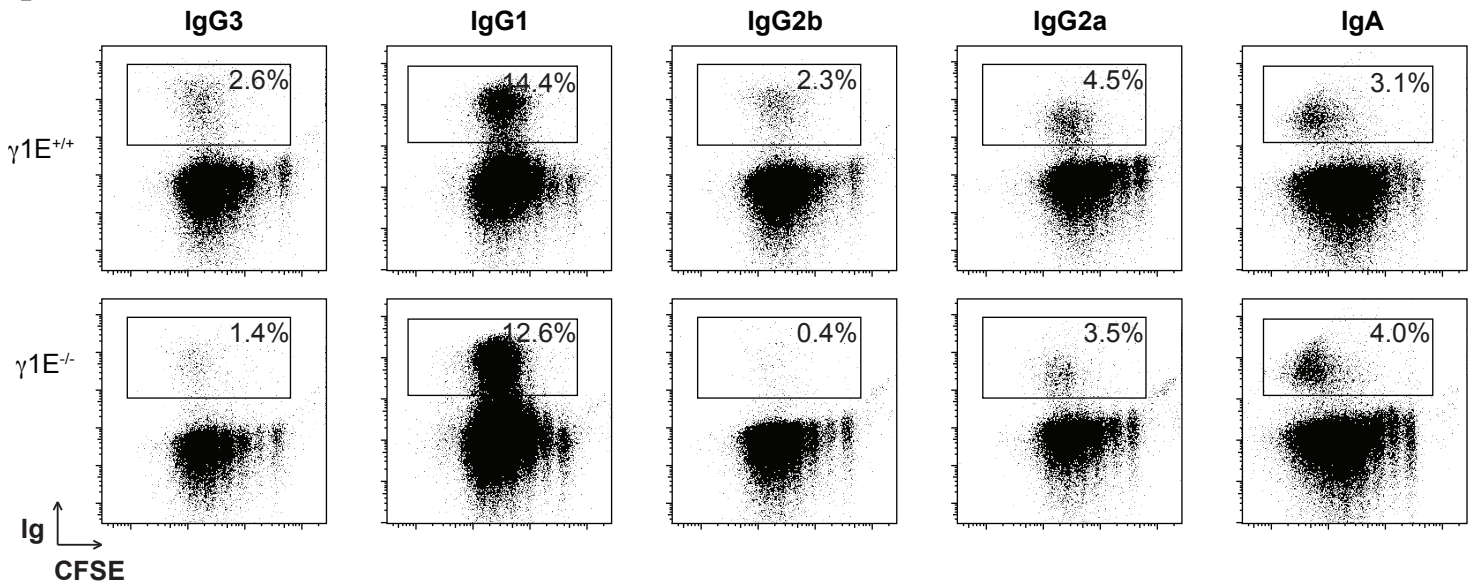 IgG3 IgG1 IgG2b IgG2a IgA
γ1E+/+ 2.6% 14.4% 2.3% 4.5% 3.1%
γ1E-/- 1.4% 12.6% 0.4% 3.5% 4.0%
Ig
CFSE